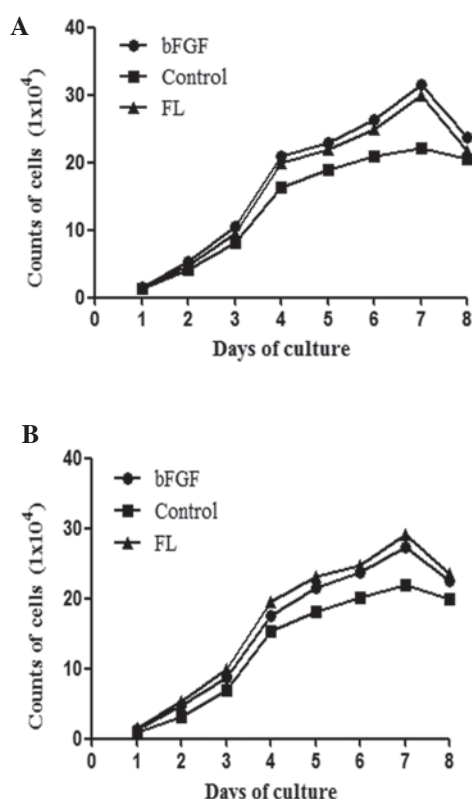 A
40
bFGF
Control
FL
30
20
10
0
Counts of cells (1x10⁴)
0 1 2 3 4 5 6 7 8
Days of culture
B
40
bFGF
Control
FL
30
20
10
0
Counts of cells (1x10⁴)
0 1 2 3 4 5 6 7 8
Days of culture